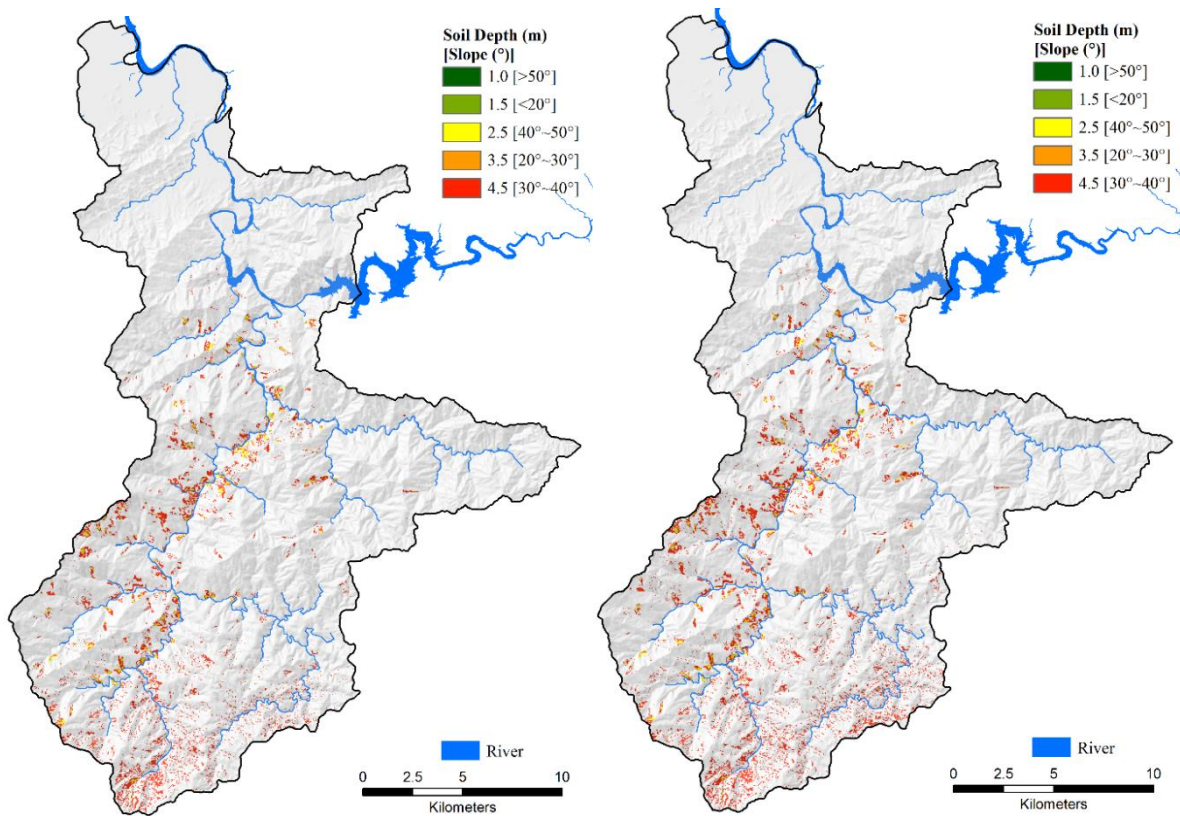 Soil Depth (m)
[Slope (°)]
1.0 [>50°]
1.5 [<20°]
2.5 [40°~50°]
3.5 [20°~30°]
4.5 [30°~40°]
River
0 2.5 5 10
Kilometers
Soil Depth (m)
[Slope (°)]
1.0 [>50°]
1.5 [<20°]
2.5 [40°~50°]
3.5 [20°~30°]
4.5 [30°~40°]
River
0 2.5 5 10
Kilometers